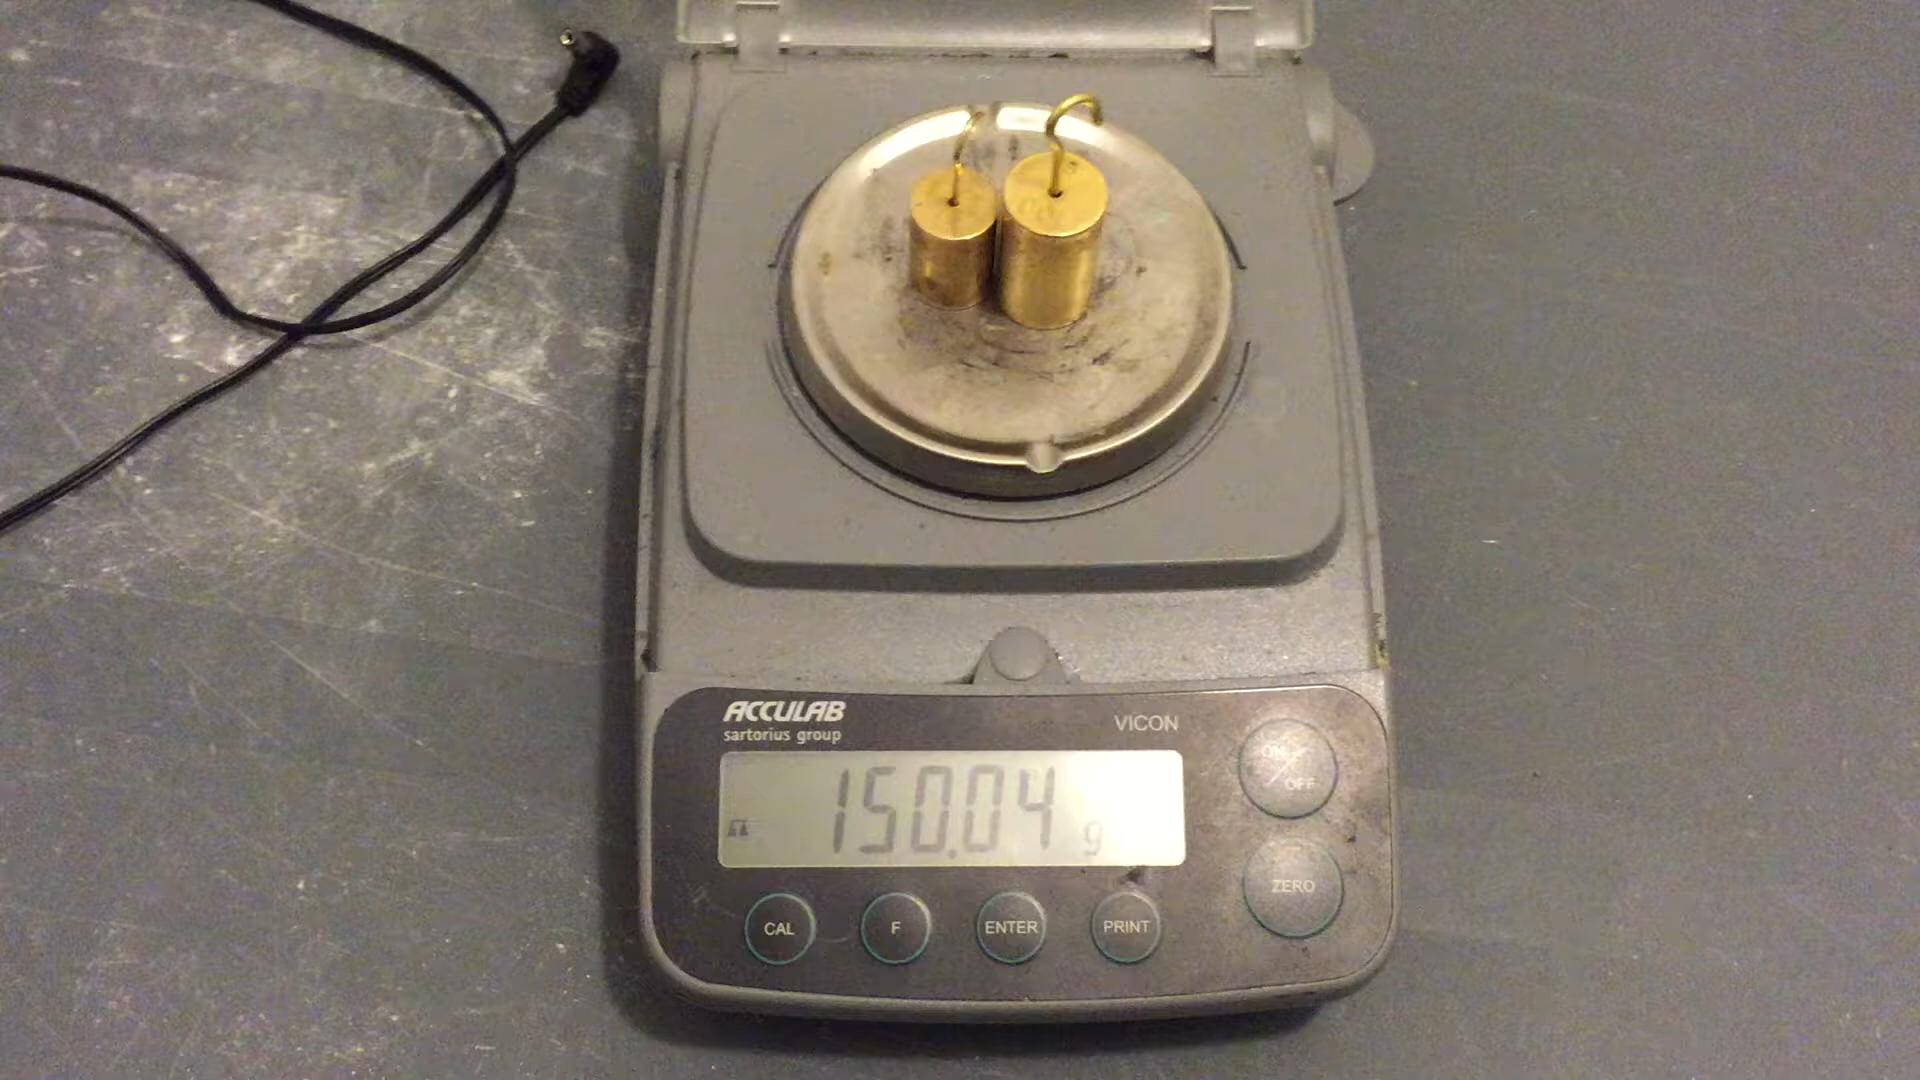 ACCULAB
sartorius group
VICON
150.04 g
ON
OFF
ZERO
CAL
F
ENTER
PRINT